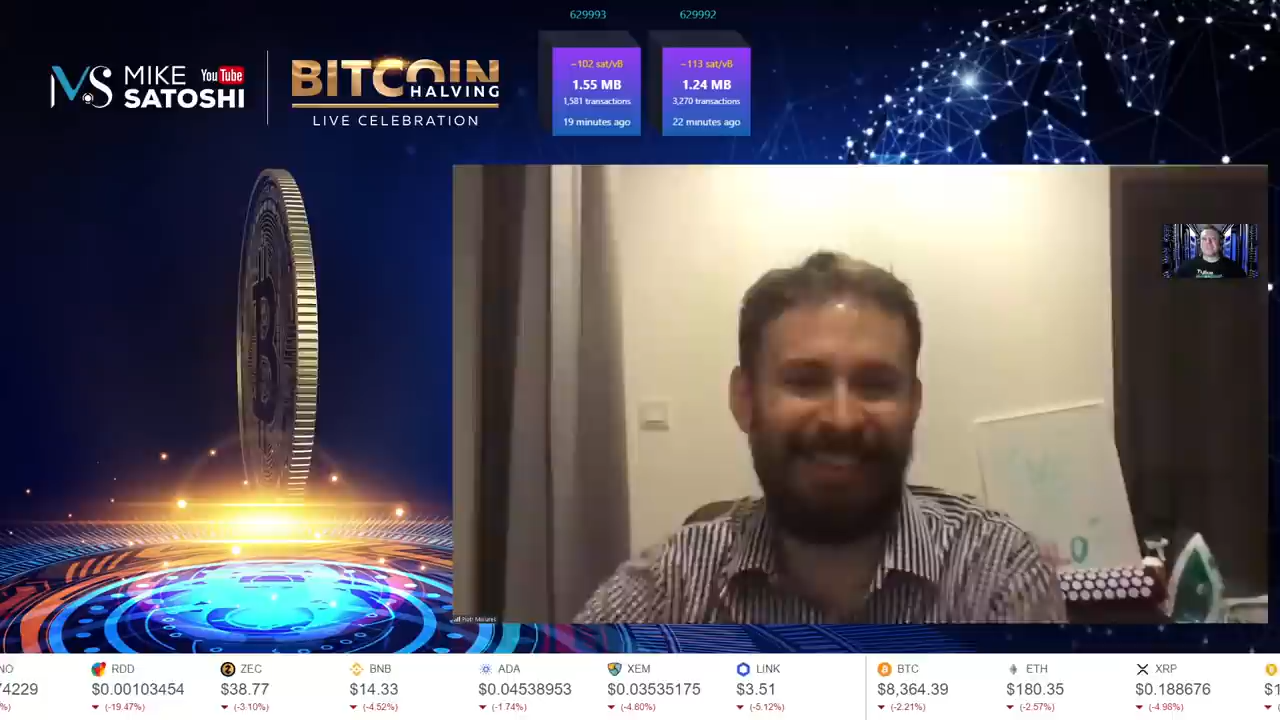 629993
629992
MIKE
SATOSHI
YouTube
BITCOIN
HALVING
LIVE CELEBRATION
~102 sat/vB
1.55 MB
1,581 transactions
19 minutes ago
~113 sat/vB
1.24 MB
3,270 transactions
22 minutes ago
RDD
$0.00103454
(-19.47%)
ZEC
$38.77
(-3.10%)
BNB
$14.33
(-4.52%)
ADA
$0.04538953
(-1.74%)
XEM
$0.03535175
(-4.80%)
LINK
$3.51
(-5.12%)
BTC
$8,364.39
(-2.21%)
ETH
$180.35
(-2.57%)
XRP
$0.188676
(-4.98%)